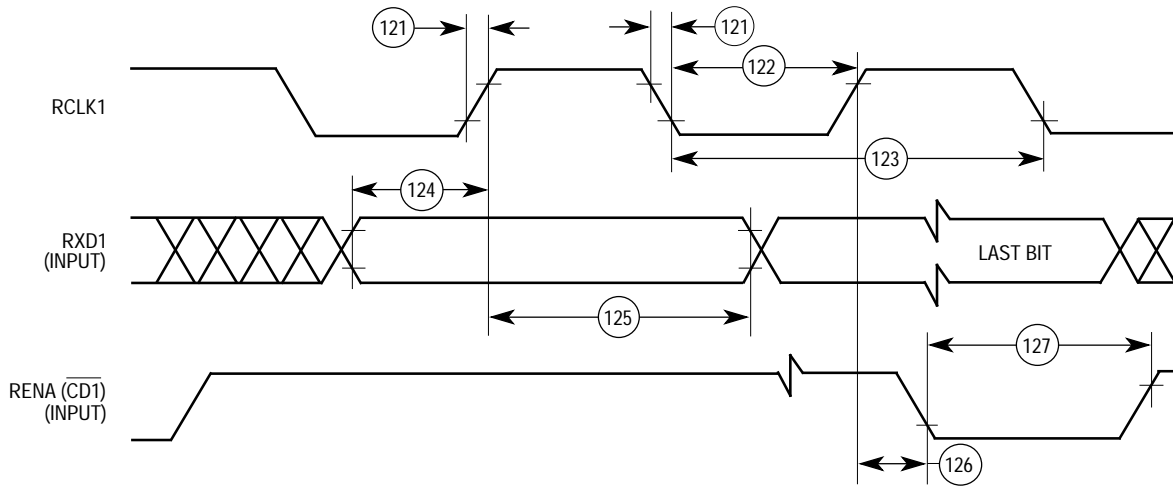 121
121
122
RCLK1
123
124
RXD1
(INPUT)
LAST BIT
125
127
RENA (CD1)
(INPUT)
126